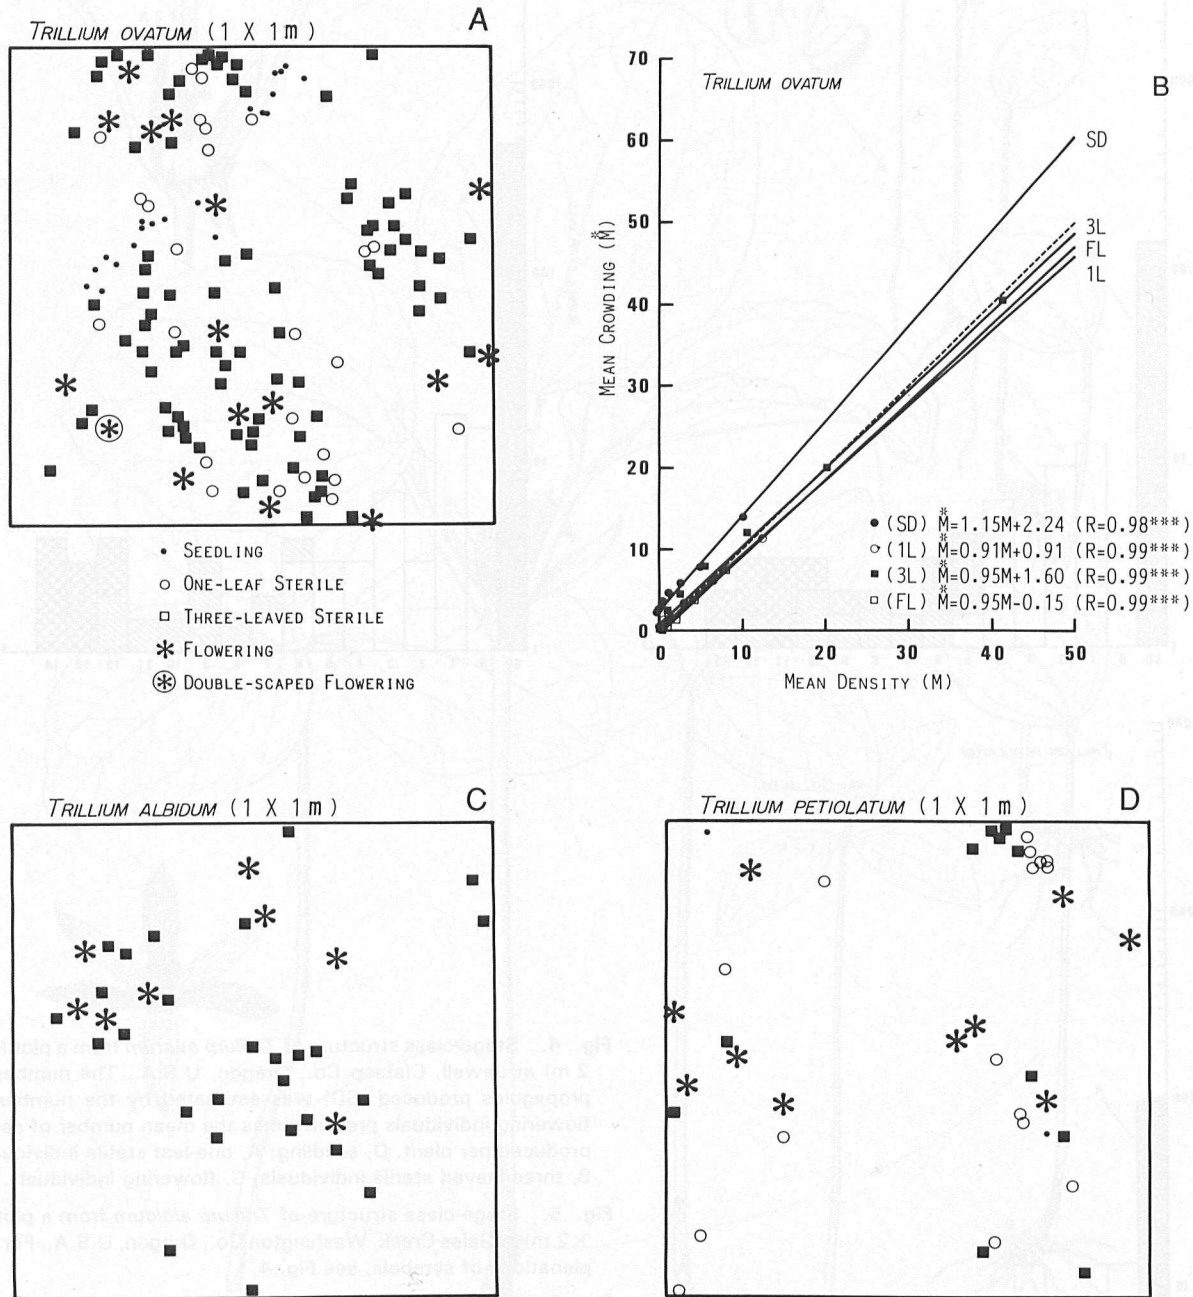 TRILLIUM OVATUM (1 X 1m) A
SEEDLING
ONE-LEAF STERILE
THREE-LEAVED STERILE
FLOWERING
DOUBLE-SCAPED FLOWERING
B
TRILLIUM OVATUM
MEAN CROWDING (M̽)
70
60
50
40
30
20
10
0
0 10 20 30 40 50
MEAN DENSITY (M)
SD
3L
FL
1L
(SD) M̽=1.15M+2.24 (R=0.98***)
(1L) M̽=0.91M+0.91 (R=0.99***)
(3L) M̽=0.95M+1.60 (R=0.99***)
(FL) M̽=0.95M-0.15 (R=0.99***)
TRILLIUM ALBIDUM (1 X 1m) C
TRILLIUM PETIOLATUM (1 X 1m) D